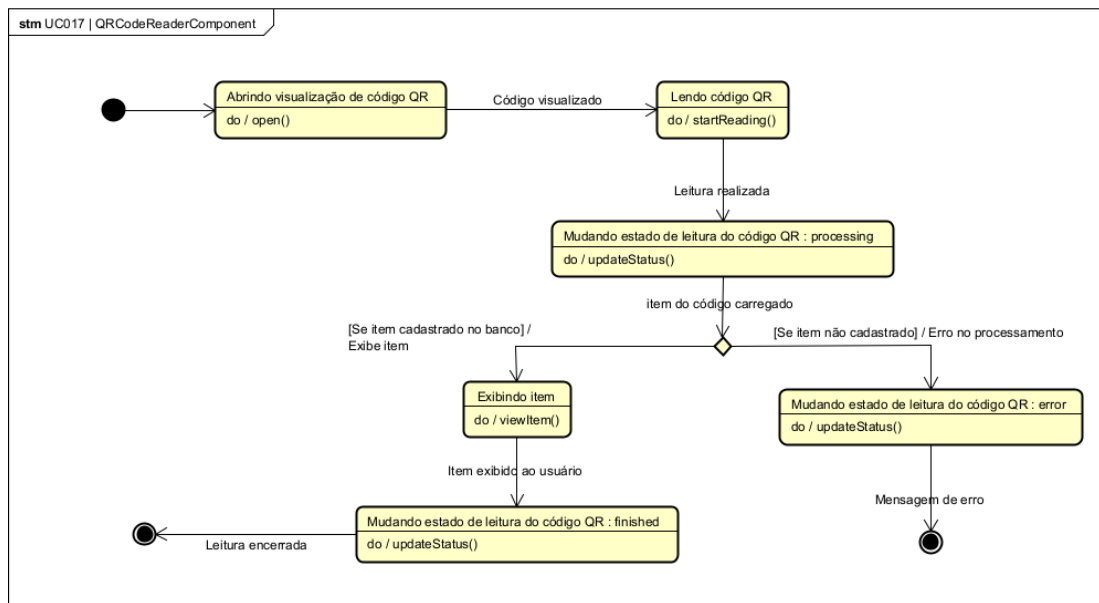 stm UC017 | QRCodeReaderComponent
Abrindo visualização de código QR
do / open()
Código visualizado
Lendo código QR
do / startReading()
Leitura realizada
Mudando estado de leitura do código QR : processing
do / updateStatus()
item do código carregado
[Se item cadastrado no banco] /
Exibe item
[Se item não cadastrado] / Erro no processamento
Exibindo item
do / viewItem()
Mudando estado de leitura do código QR : error
do / updateStatus()
Item exibido ao usuário
Mensagem de erro
Mudando estado de leitura do código QR : finished
do / updateStatus()
Leitura encerrada